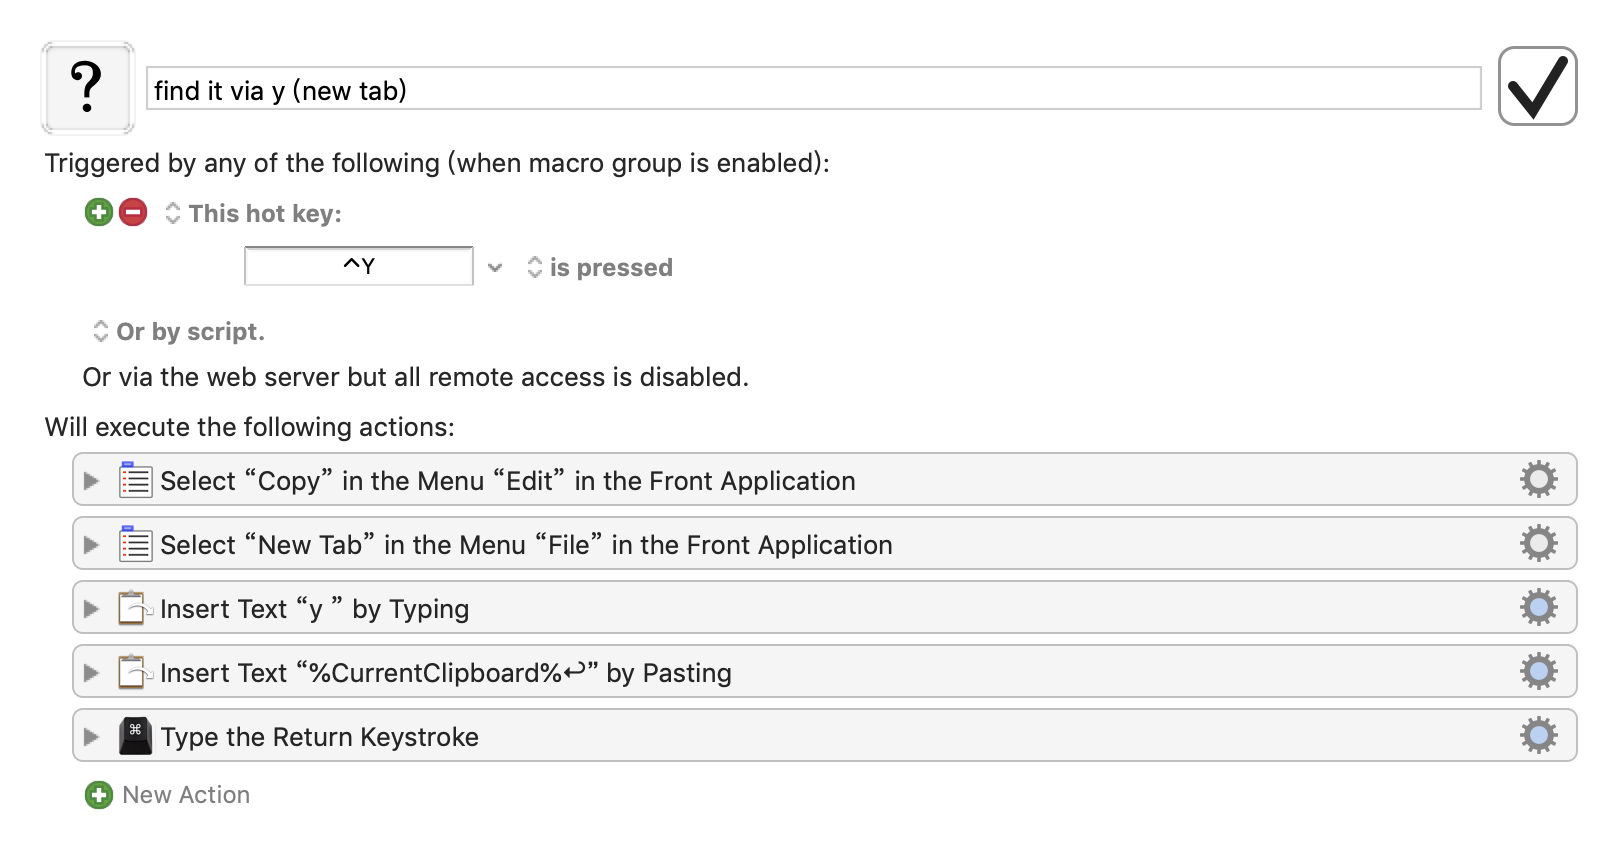 ?
find it via y (new tab)
Triggered by any of the following (when macro group is enabled):
This hot key:
^Y
is pressed
Or by script.
Or via the web server but all remote access is disabled.
Will execute the following actions:
Select “Copy” in the Menu “Edit” in the Front Application
Select “New Tab” in the Menu “File” in the Front Application
Insert Text “y ” by Typing
Insert Text “%CurrentClipboard%↩” by Pasting
⌘
Type the Return Keystroke
New Action